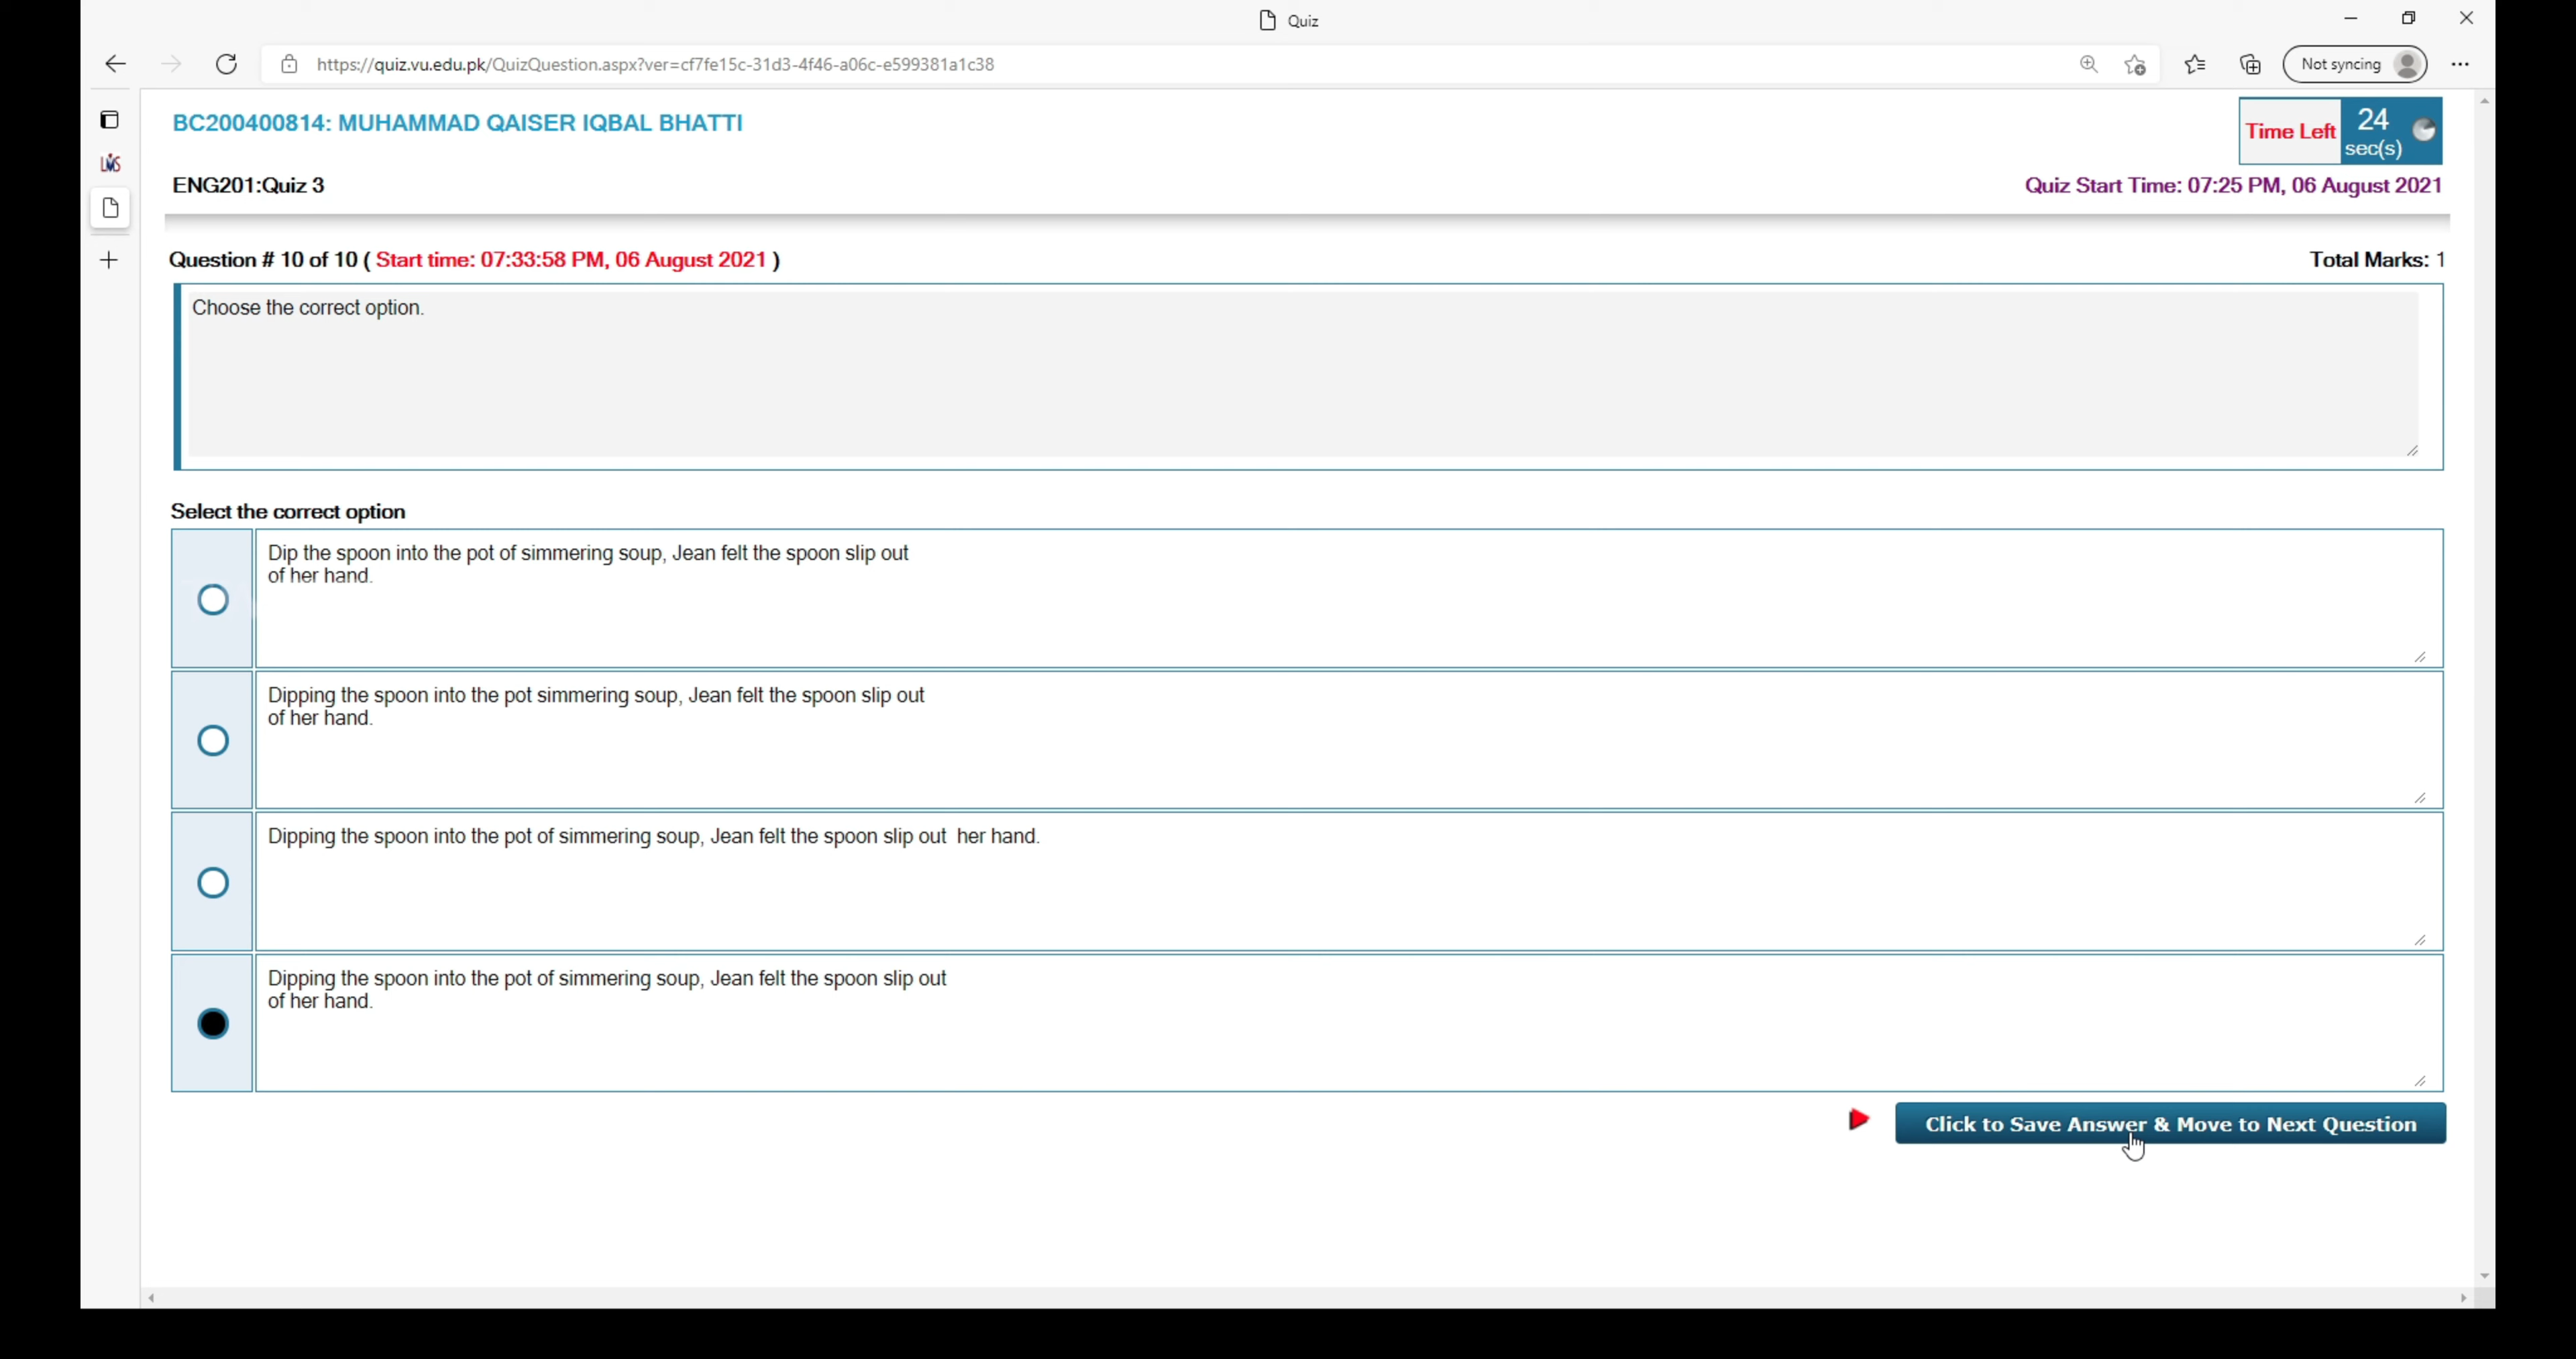 Quiz
https://quiz.vu.edu.pk/QuizQuestion.aspx?ver=cf7fe15c-31d3-4f46-a06c-e599381a1c38
Not syncing
BC200400814: MUHAMMAD QAISER IQBAL BHATTI
Time Left
24
sec(s)
LMS
ENG201:Quiz 3
Quiz Start Time: 07:25 PM, 06 August 2021
Question # 10 of 10 ( Start time: 07:33:58 PM, 06 August 2021 )
Total Marks: 1
Choose the correct option.
Select the correct option
Dip the spoon into the pot of simmering soup, Jean felt the spoon slip out
of her hand.
Dipping the spoon into the pot simmering soup, Jean felt the spoon slip out
of her hand.
Dipping the spoon into the pot of simmering soup, Jean felt the spoon slip out  her hand.
Dipping the spoon into the pot of simmering soup, Jean felt the spoon slip out
of her hand.
Click to Save Answer & Move to Next Question